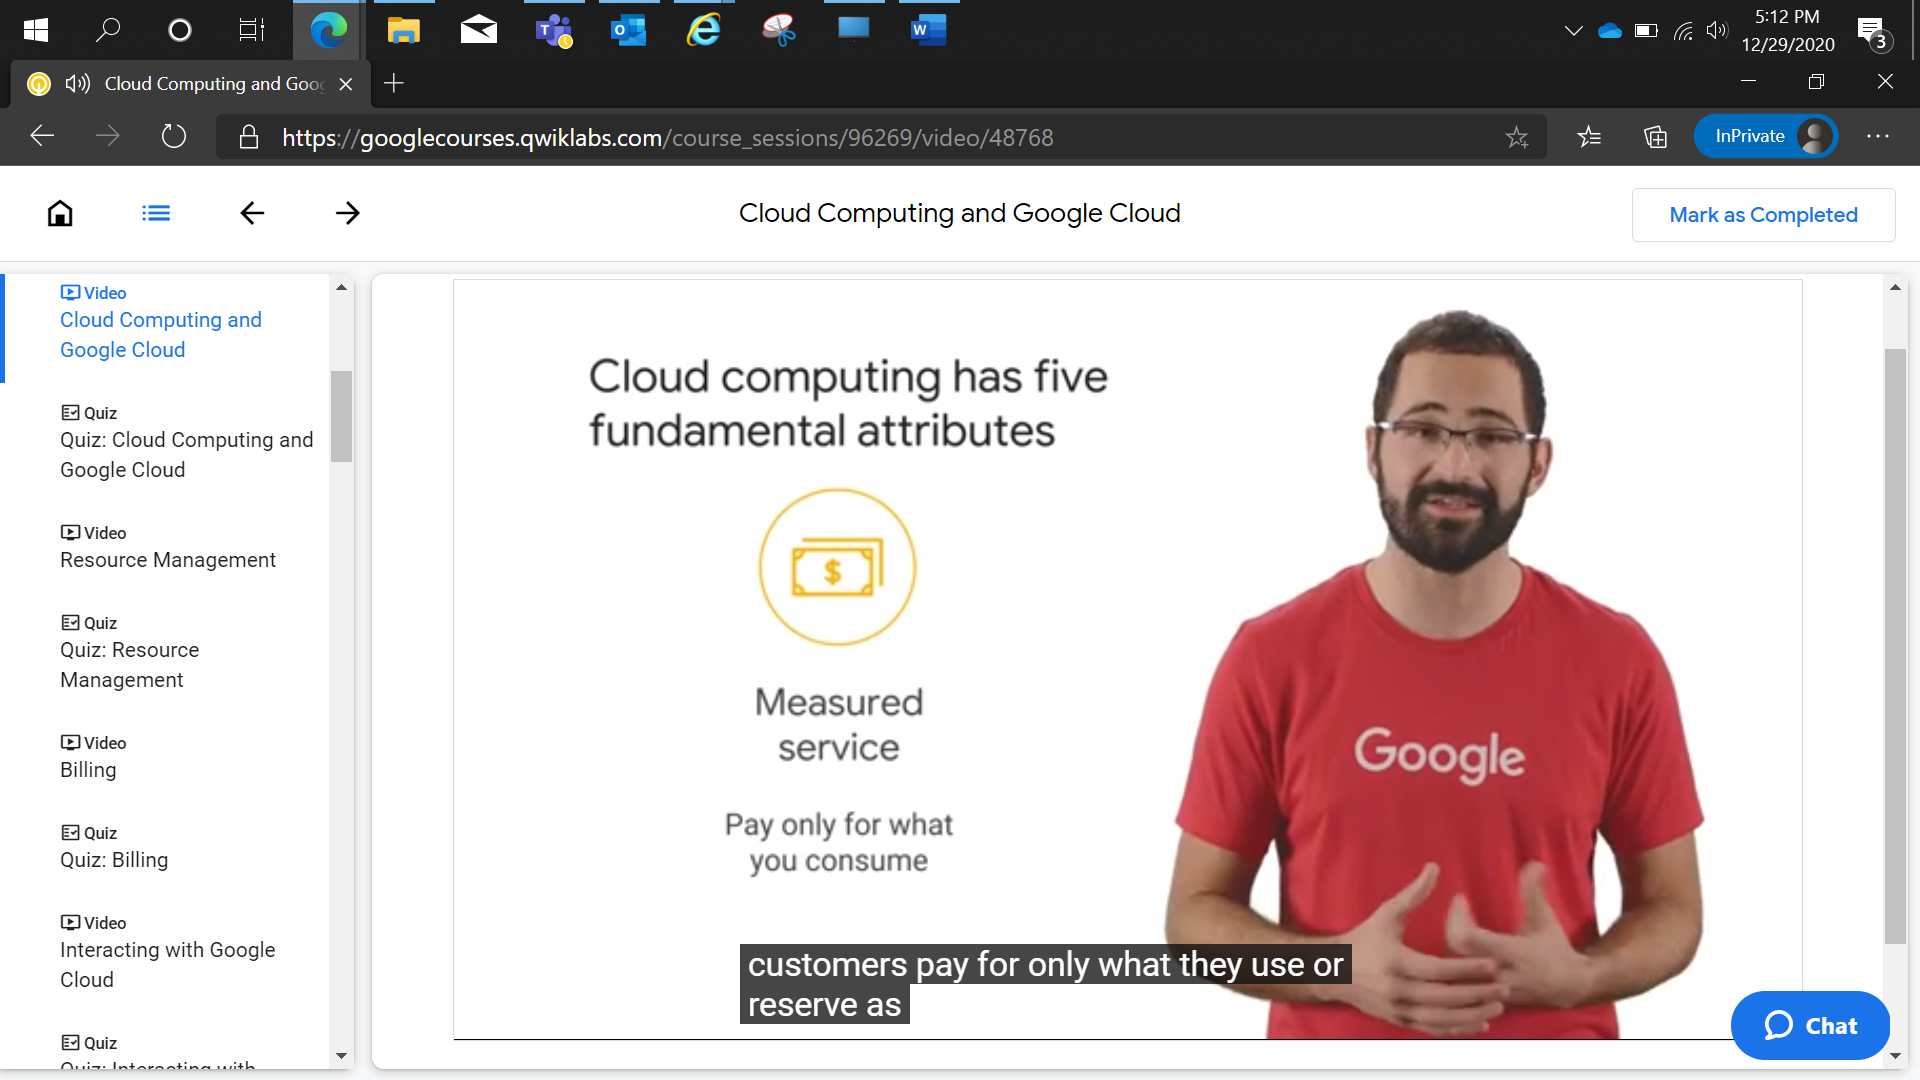 5:12 PM
12/29/2020
3
Cloud Computing and Goo
https://googlecourses.qwiklabs.com/course_sessions/96269/video/48768
InPrivate
Cloud Computing and Google Cloud
Mark as Completed
Video
Cloud Computing and
Google Cloud
Quiz
Quiz: Cloud Computing and
Google Cloud
Video
Resource Management
Quiz
Quiz: Resource
Management
Video
Billing
Quiz
Quiz: Billing
Video
Interacting with Google
Cloud
Quiz
Quiz: Interacting with
Cloud computing has five
fundamental attributes
$
Measured
service
Pay only for what
you consume
Google
customers pay for only what they use or
reserve as
Chat